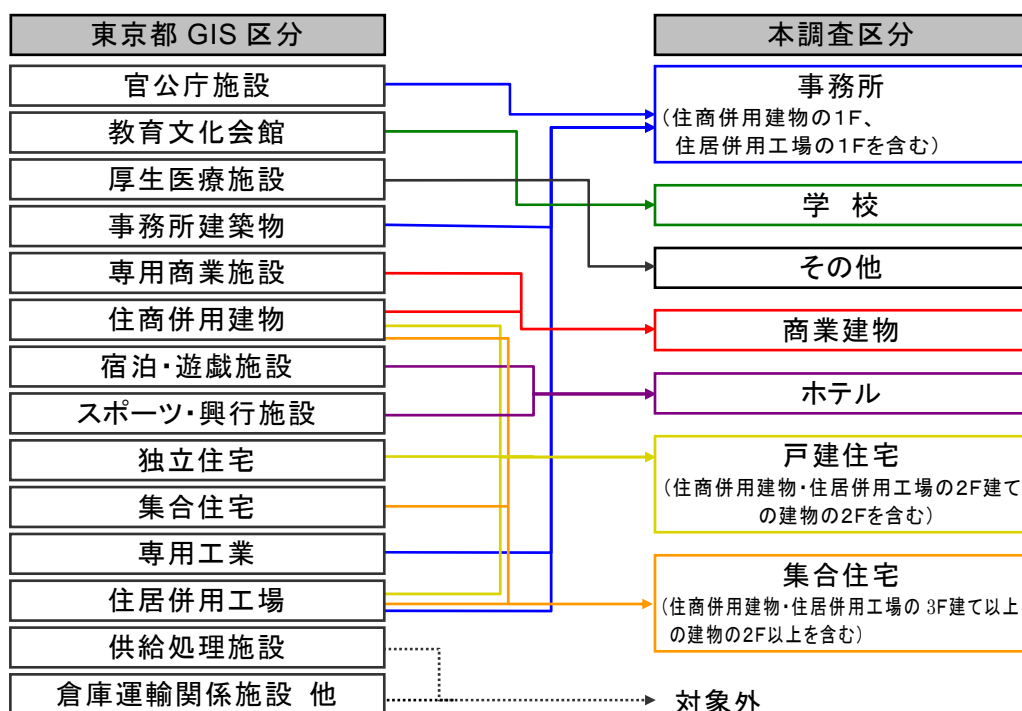 東京都 GIS 区分
官公庁施設
教育文化会館
厚生医療施設
事務所建築物
専用商業施設
住商併用建物
宿泊・遊戯施設
スポーツ・興行施設
独立住宅
集合住宅
専用工業
住居併用工場
供給処理施設
倉庫運輸関係施設 他
本調査区分
事務所
(住商併用建物の1F、
住居併用工場の1Fを含む)
学 校
その他
商業建物
ホテル
戸建住宅
(住商併用建物・住居併用工場の2F建て
の建物の2Fを含む)
集合住宅
(住商併用建物・住居併用工場の 3F建て以上
の建物の2F以上を含む)
対象外